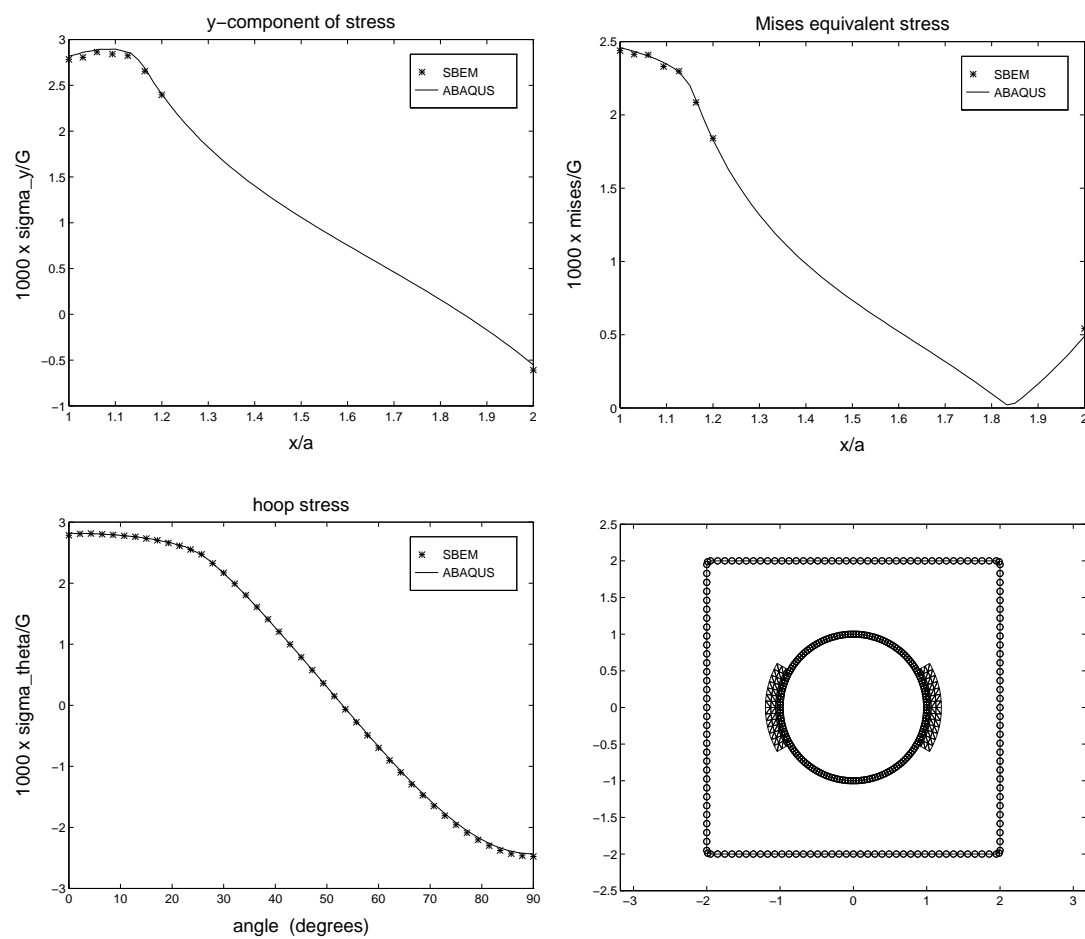 y−component of stress
3
2.5
2
1.5
1
0.5
0
−0.5
−1
1000 x sigma_y/G
SBEM
ABAQUS
1 1.1 1.2 1.3 1.4 1.5 1.6 1.7 1.8 1.9 2
x/a
Mises equivalent stress
2.5
2
1.5
1
0.5
0
1000 x mises/G
SBEM
ABAQUS
1 1.1 1.2 1.3 1.4 1.5 1.6 1.7 1.8 1.9 2
x/a
hoop stress
3
2
1
0
−1
−2
−3
1000 x sigma_theta/G
SBEM
ABAQUS
0 10 20 30 40 50 60 70 80 90
angle (degrees)
2.5
2
1.5
1
0.5
0
−0.5
−1
−1.5
−2
−2.5
−3 −2 −1 0 1 2 3